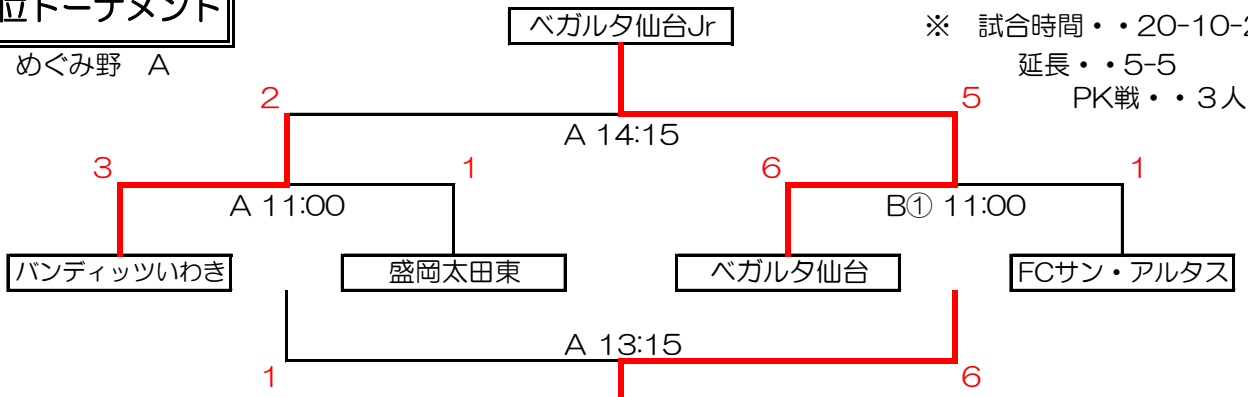 位トーナメント
ベガルタ仙台Jr
※ 試合時間・・20-10-2
めぐみ野 A
延長・・5-5
PK戦・・3人
2
5
A 14:15
3
1
6
1
A 11:00
B① 11:00
バンディッツいわき
盛岡太田東
ベガルタ仙台
FCサン・アルタス
A 13:15
1
6